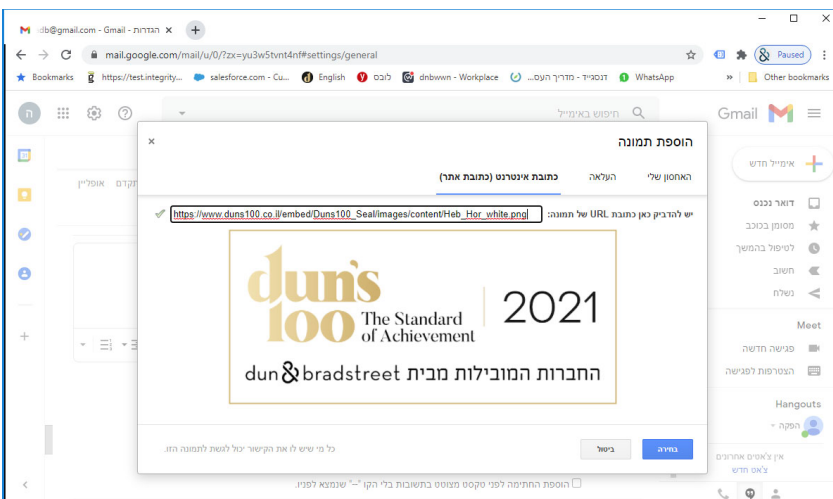 db@gmail.com - Gmail - הגדרות
mail.google.com/mail/u/0/?zx=yu3w5tvnt4nf#settings/general
Paused
Bookmarks
https://test.integrity...
salesforce.com - Cu...
English
לובס
dnbwwn - Workplace
דנסגייד - מדריך העס...
WhatsApp
Other bookmarks
ה
חיפוש באימייל
Gmail
אימייל חדש
דואר נכנס
מסומן בכוכב
לטיפול בהמשך
חשוב
נשלח
Meet
פגישה חדשה
הצטרפות לפגישה
Hangouts
הפקה
אין צ'אטים אחרונים
צ'אט חדש
תקדם
אופליין
הוספת תמונה
האחסון שלי
העלאה
כתובת אינטרנט (כתובת אתר)
יש להדביק כאן כתובת URL של תמונה:
https://www.duns100.co.il/embed/Duns100_Seal/images/content/Heb_Hor_white.png
dun's
100
The Standard
of Achievement
2021
החברות המובילות מבית dun & bradstreet
כל מי שיש לו את הקישור יכול לגשת לתמונה הזו.
ביטול
בחירה
הוספת החתימה לפני טקסט מצוטט בתשובות בלי הקו "--" שנמצא לפניו.